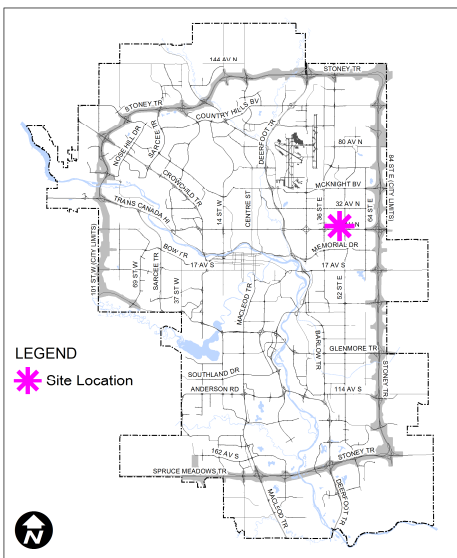 144 AV N
STONEY TR
STONEY TR
COUNTRY HILLS BV
DEERFOOT TR
NOSE HILL DR
SARCEE TR
80 AV N
CROWCHILD TR
MCKNIGHT BV
84 ST E (CITY LIMITS)
TRANS CANADA HI
14 ST W
CENTRE ST
36 ST E
32 AV N
64 ST E
V N
MEMORIAL DR
BOW TR
17 AV S
17 AV S
101 ST W (CITY LIMITS)
69 ST W
SARCEE TR
37 ST W
MACLEOD TR
52 ST E
BARLOW TR
GLENMORE TR
LEGEND
Site Location
SOUTHLAND DR
ANDERSON RD
114 AV S
STONEY TR
162 AV S
STONEY TR
SPRUCE MEADOWS TR
MACLEOD TR
DEERFOOT TR
N